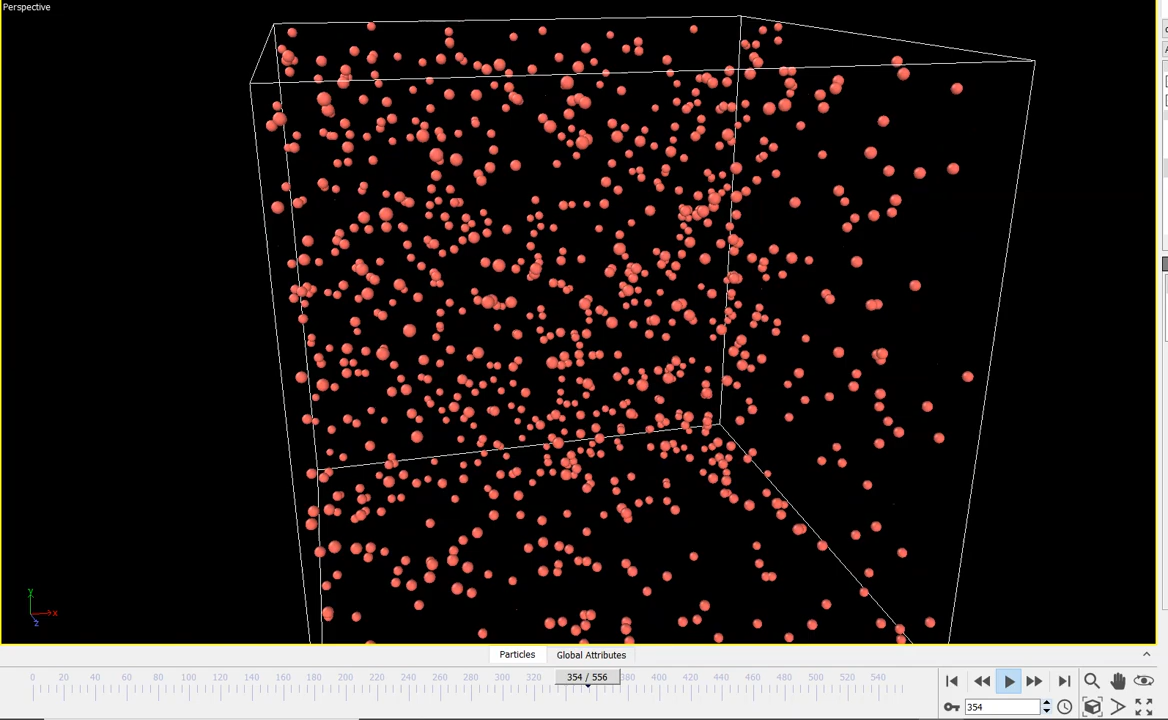 Perspective
y
x
z
Particles Global Attributes
0 20 40 60 80 100 120 140 160 180 200 220 240 260 280 300 320 354 / 556 380 400 420 440 460 480 500 520 540
354